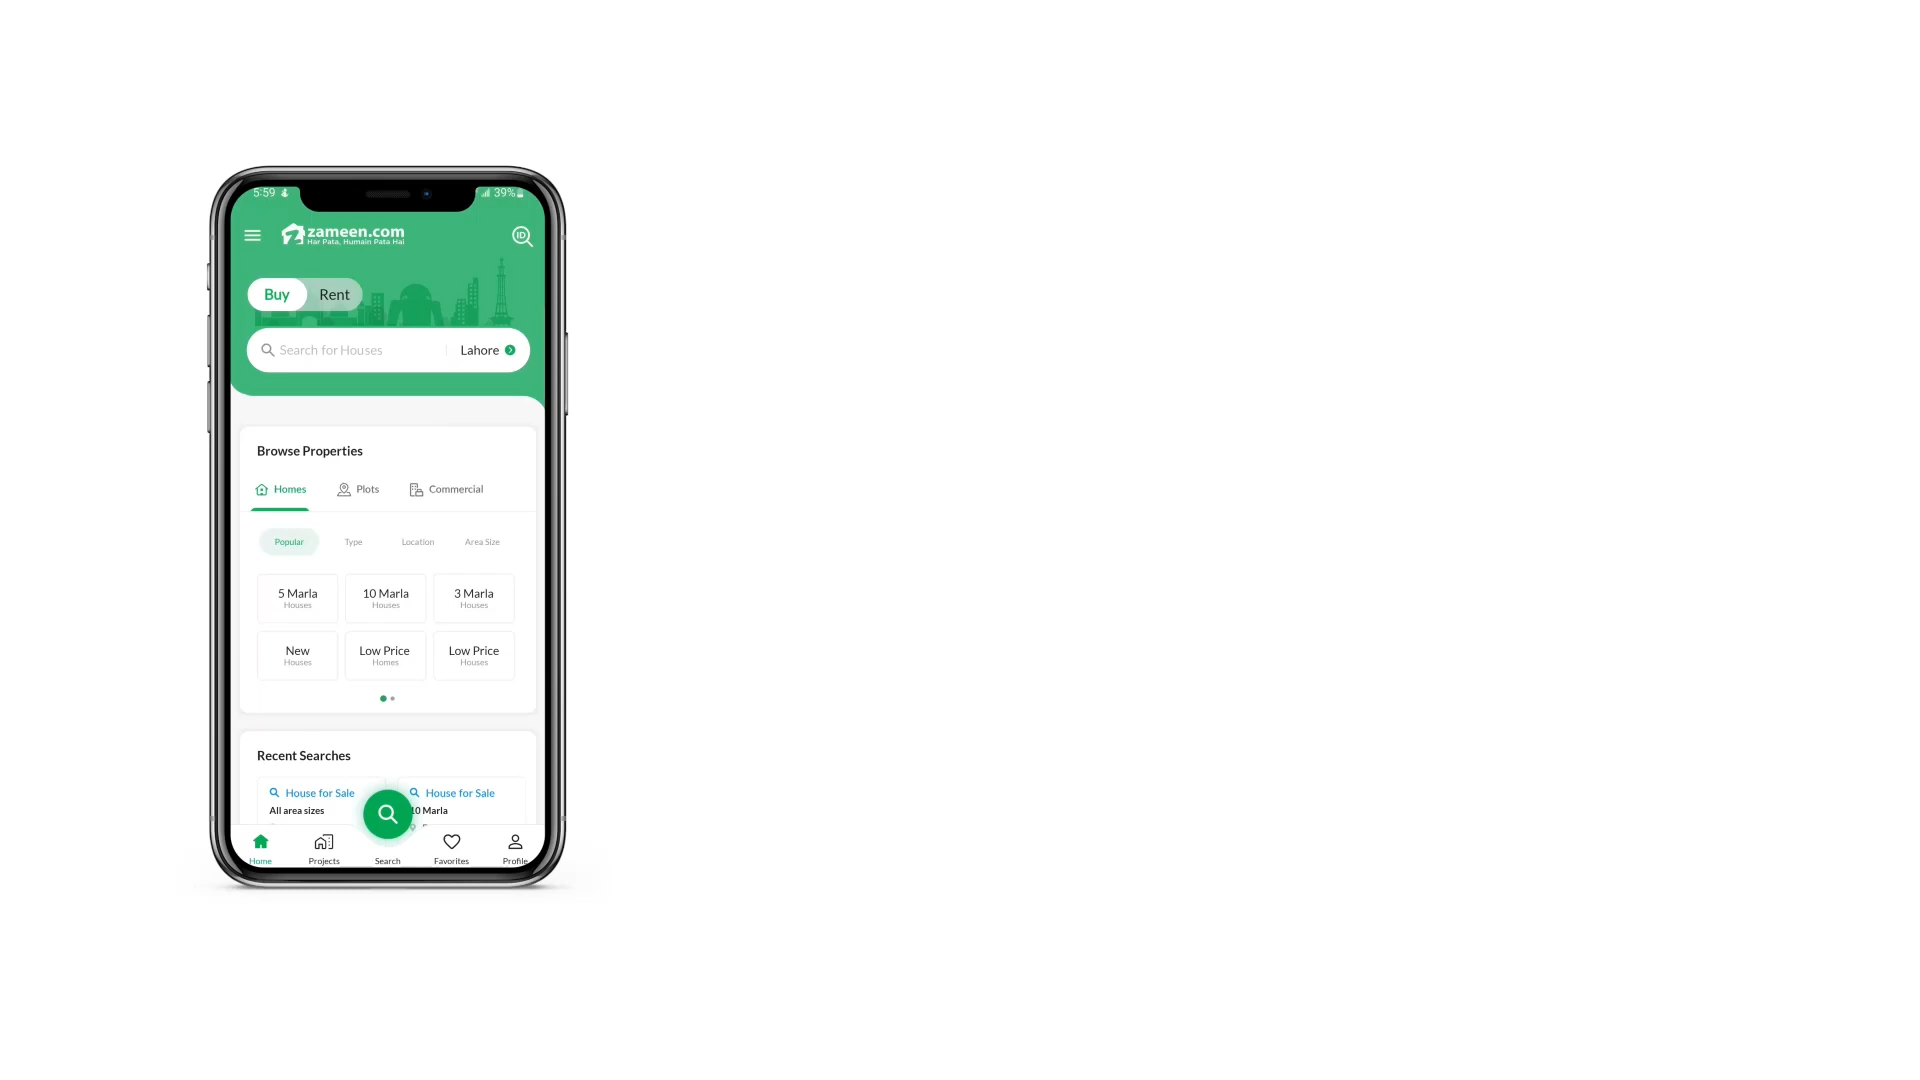 5:59
39%
zameen.com
Har Pata, Humain Pata Hai
ID
Buy Rent
Search for Houses Lahore
Browse Properties
Homes Plots Commercial
Popular Type Location Area Size
5 Marla 10 Marla 3 Marla
Houses Houses Houses
New Low Price Low Price
Houses Homes Houses
Recent Searches
House for Sale House for Sale
All area sizes 10 Marla
Home Projects Search Favorites Profile